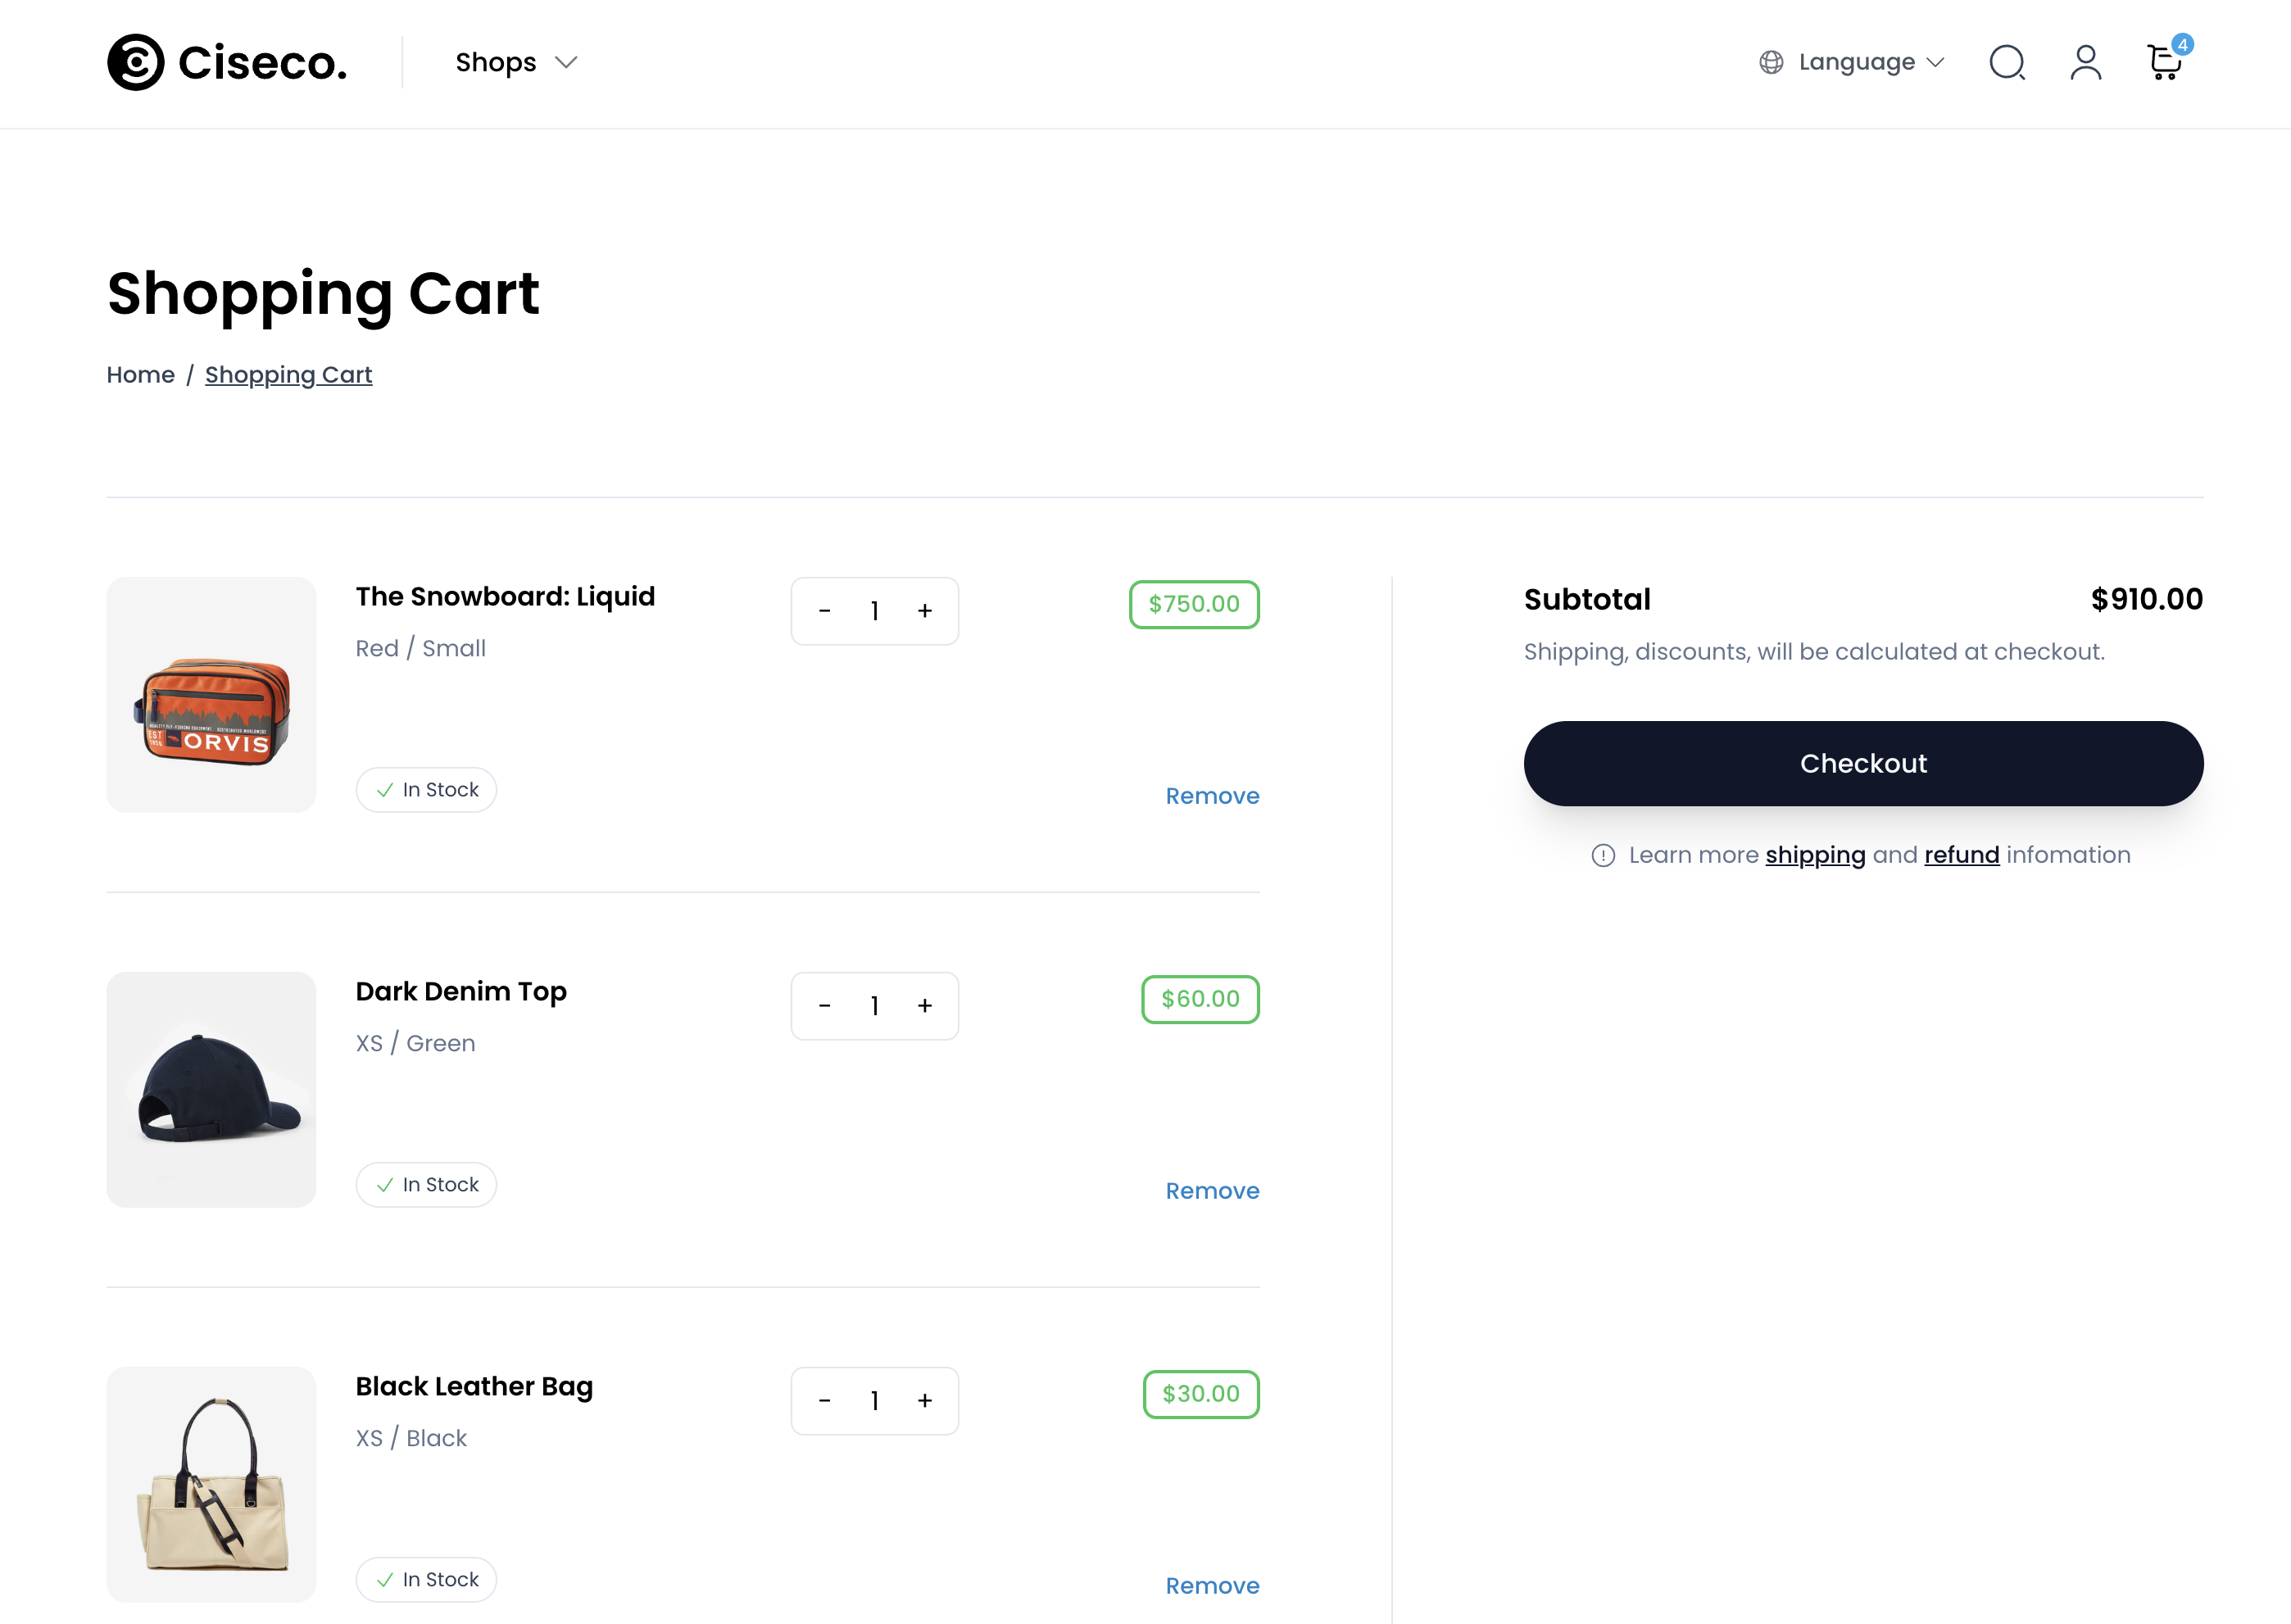 Ciseco.
Shops
Language
4
Shopping Cart
Home / Shopping Cart
The Snowboard: Liquid
Red / Small
- 1 +
$750.00
EST
ORVIS
In Stock
Remove
Dark Denim Top
XS / Green
- 1 +
$60.00
In Stock
Remove
Black Leather Bag
XS / Black
- 1 +
$30.00
In Stock
Remove
Subtotal $910.00
Shipping, discounts, will be calculated at checkout.
Checkout
Learn more shipping and refund infomation